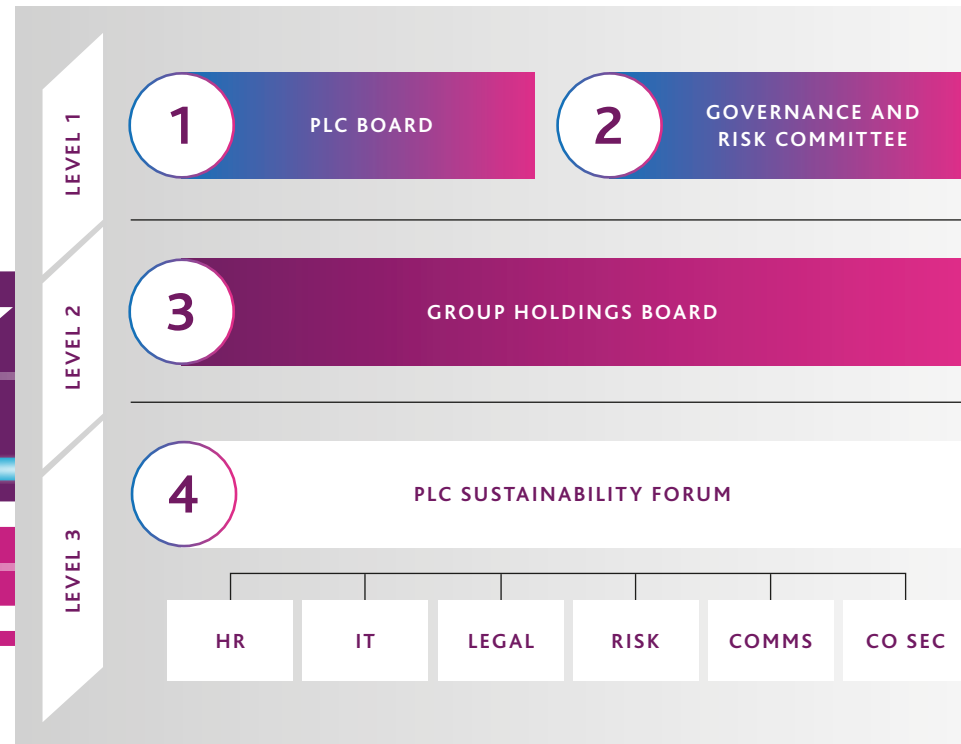 LEVEL 1
1
PLC BOARD
2
GOVERNANCE AND
RISK COMMITTEE
LEVEL 2
3
GROUP HOLDINGS BOARD
LEVEL 3
4
PLC SUSTAINABILITY FORUM
HR
IT
LEGAL
RISK
COMMS
CO SEC